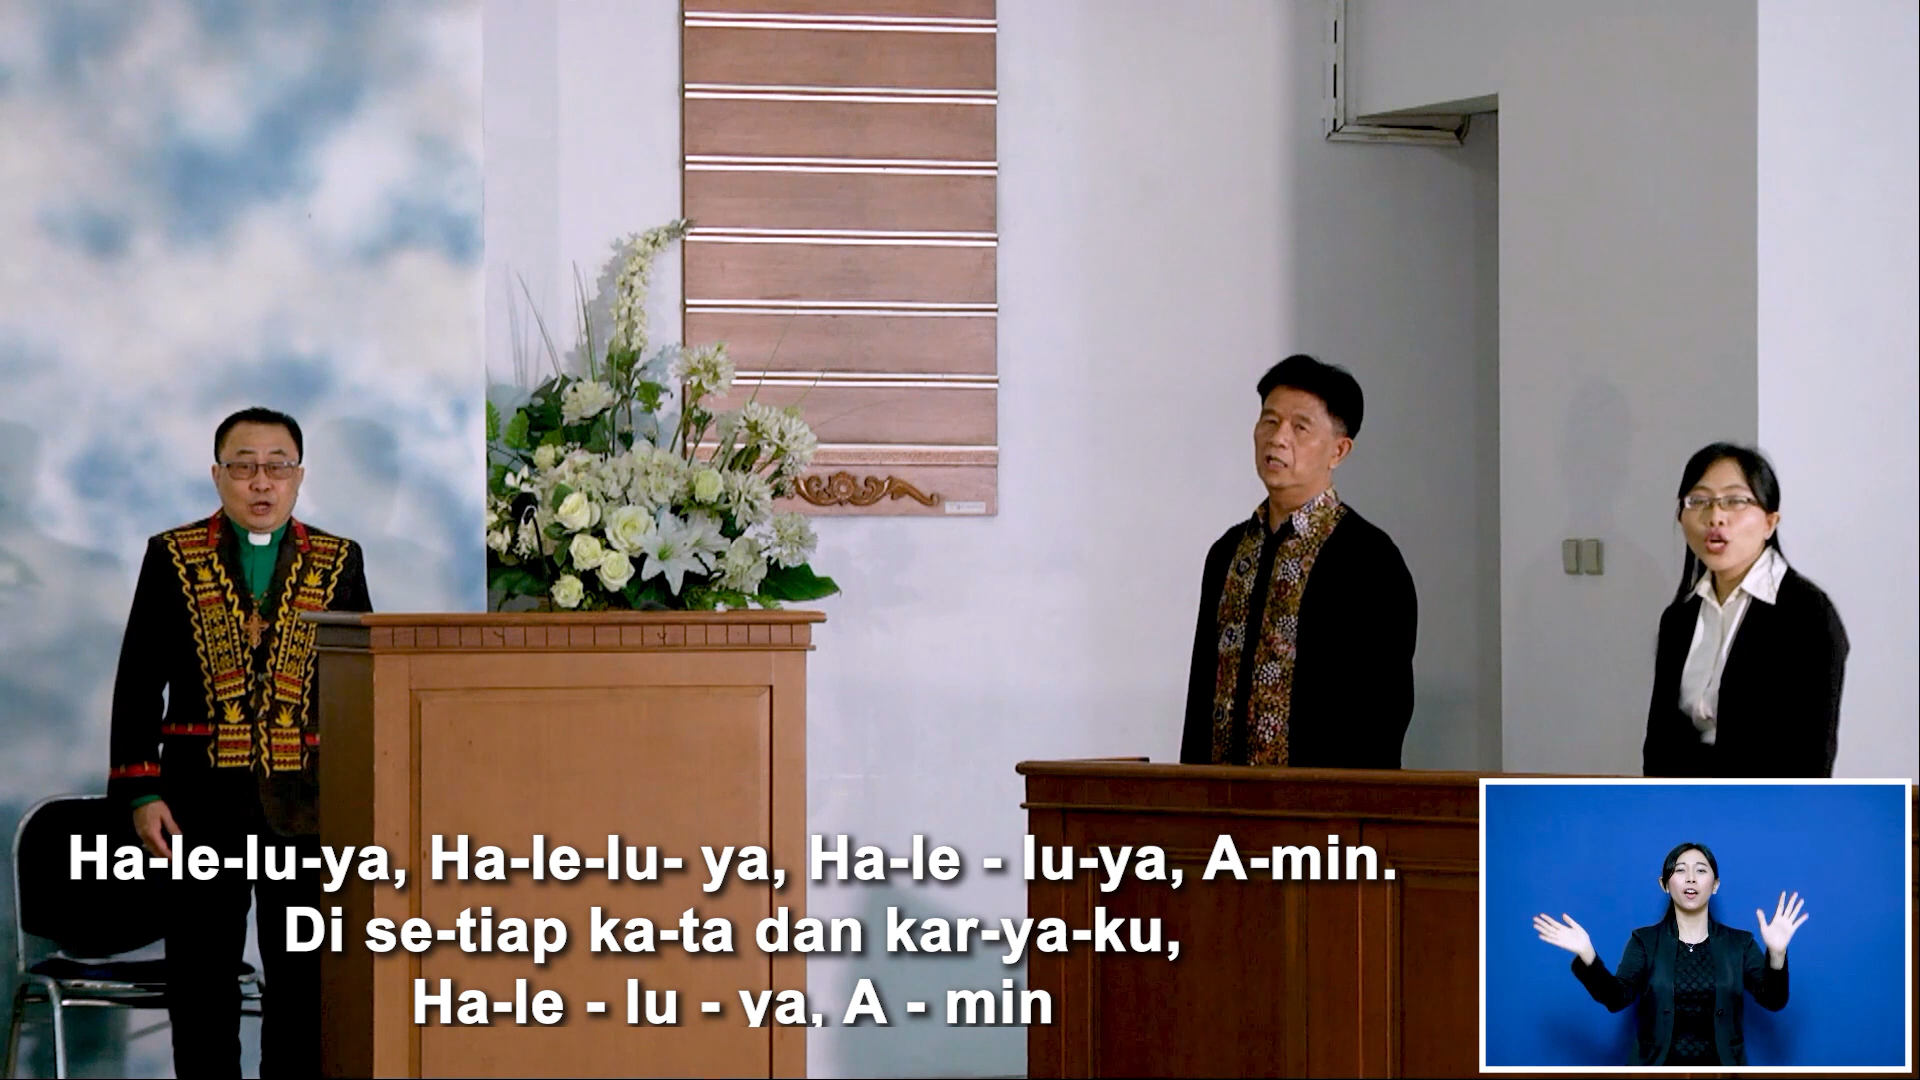 Ha-le-lu-ya, Ha-le-lu- ya, Ha-le - lu-ya, A-min.
Di se-tiap ka-ta dan kar-ya-ku,
Ha-le - lu - ya, A - min